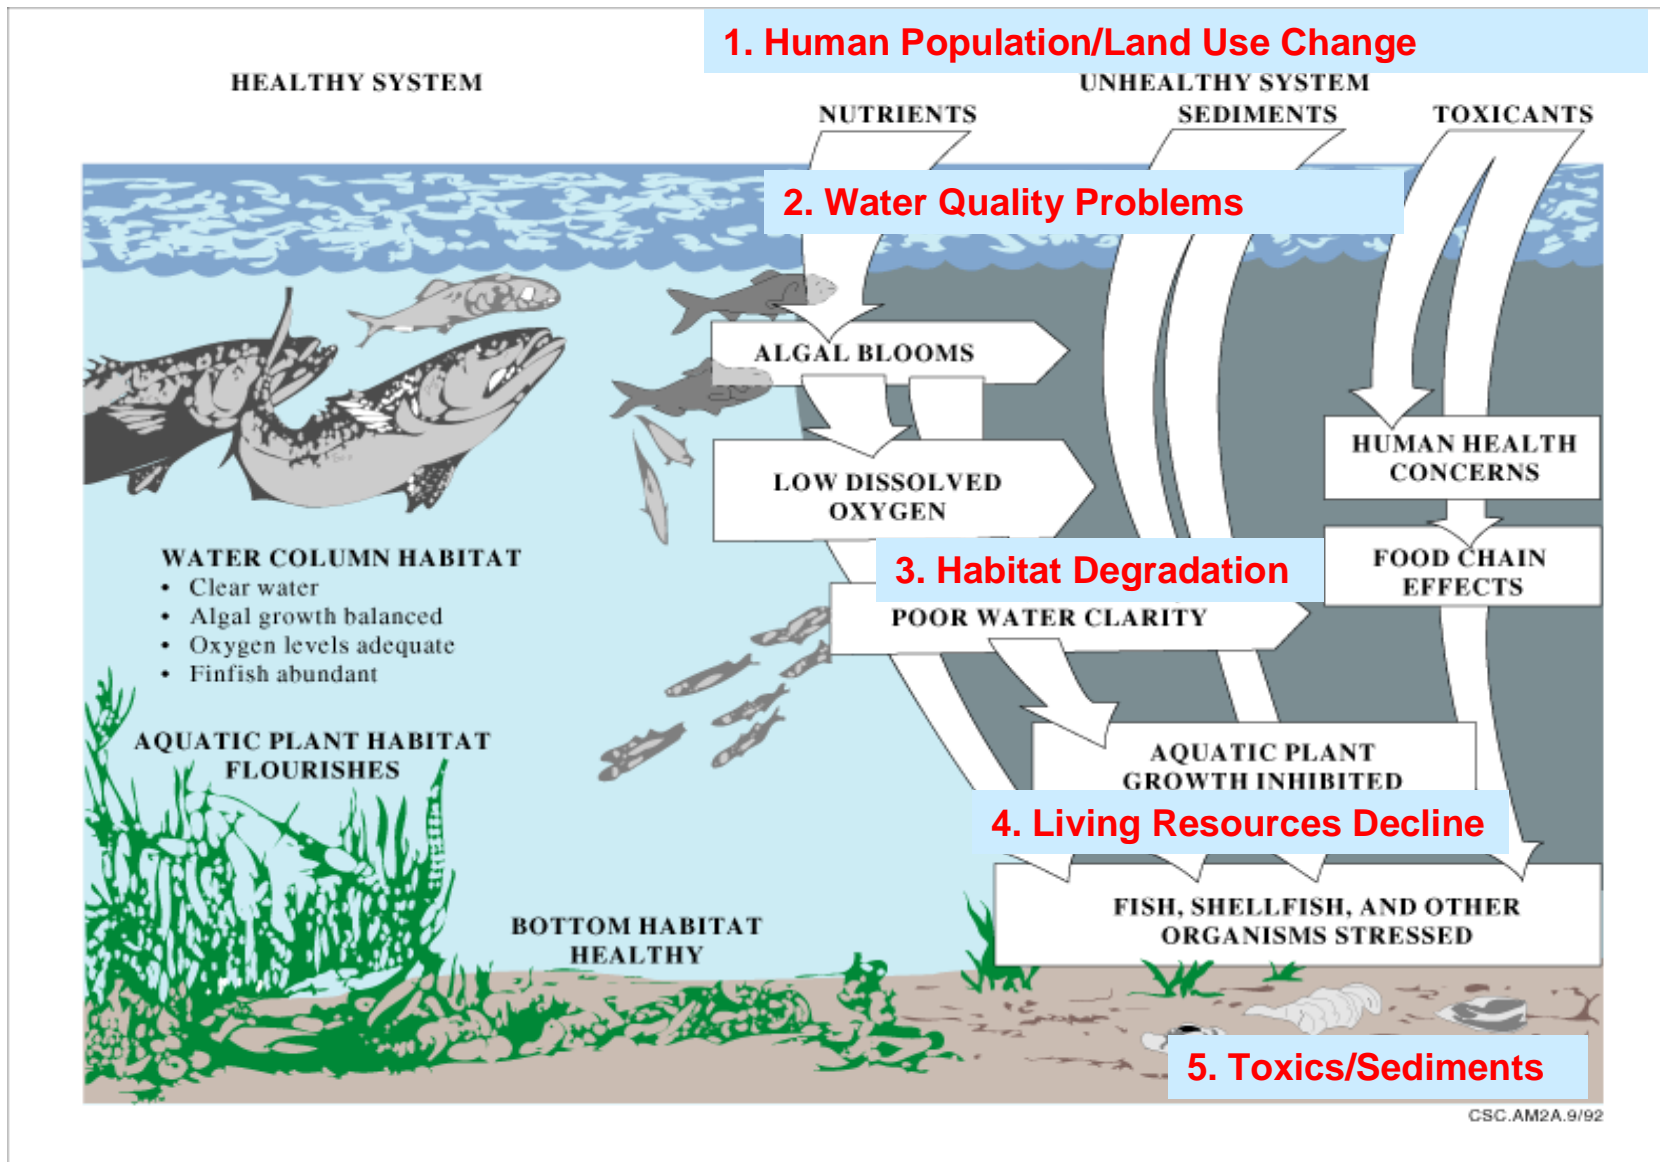 1. Human Population/Land Use Change
HEALTHY SYSTEM
UNHEALTHY SYSTEM
NUTRIENTS
SEDIMENTS
TOXICANTS
2. Water Quality Problems
ALGAL BLOOMS
HUMAN HEALTH
CONCERNS
LOW DISSOLVED
OXYGEN
WATER COLUMN HABITAT
• Clear water
• Algal growth balanced
• Oxygen levels adequate
• Finfish abundant
3. Habitat Degradation
FOOD CHAIN
EFFECTS
POOR WATER CLARITY
AQUATIC PLANT HABITAT
FLOURISHES
AQUATIC PLANT
GROWTH INHIBITED
4. Living Resources Decline
BOTTOM HABITAT
HEALTHY
FISH, SHELLFISH, AND OTHER
ORGANISMS STRESSED
5. Toxics/Sediments
CSC.AM2A.9/92